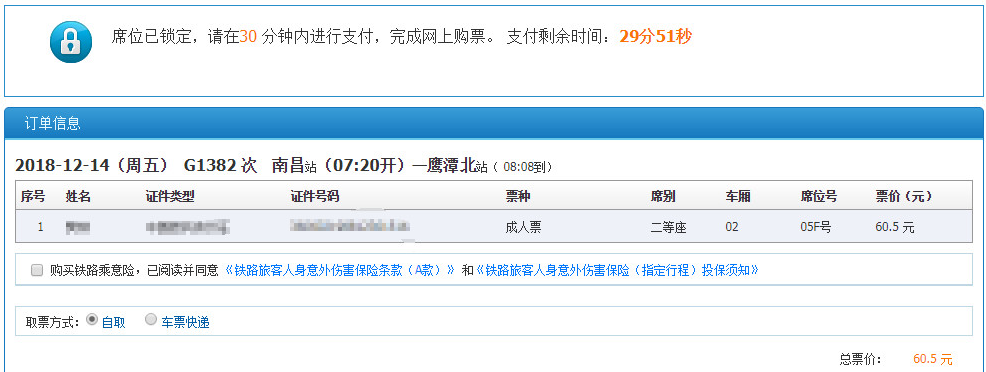 席位已锁定，请在30 分钟内进行支付，完成网上购票。 支付剩余时间：29分51秒
订单信息
2018-12-14（周五） G1382 次 南昌站（07:20开）—鹰潭北站（ 08:08到）
序号 姓名 证件类型 证件号码 票种 席别 车厢 席位号 票价（元）
1 成人票 二等座 02 05F号 60.5 元
购买铁路乘意险，已阅读并同意 《铁路旅客人身意外伤害保险条款（A款）》 和《铁路旅客人身意外伤害保险（指定行程）投保须知》
取票方式： 自取 车票快递
总票价： 60.5 元